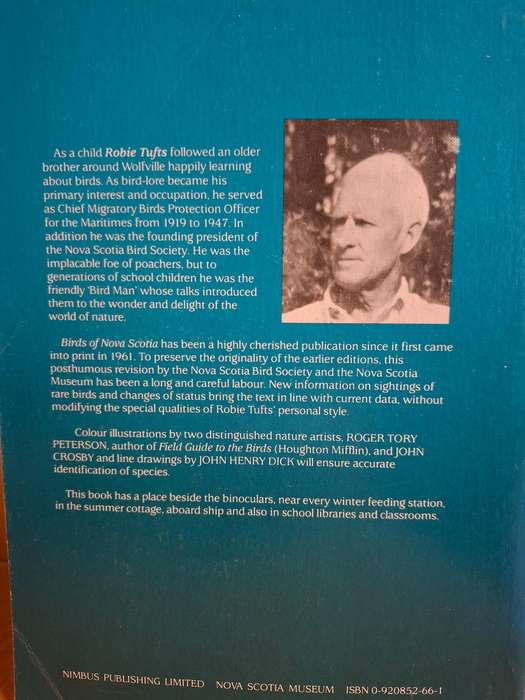 As a child Robie Tufts followed an older
brother around Wolfville happily learning
about birds. As bird-lore became his
primary interest and occupation, he served
as Chief Migratory Birds Protection Officer
for the Maritimes from 1919 to 1947. In
addition he was the founding president of
the Nova Scotia Bird Society. He was the
implacable foe of poachers, but to
generations of school children he was the
friendly 'Bird Man' whose talks introduced
them to the wonder and delight of the
world of nature.
Birds of Nova Scotia has been a highly cherished publication since it first came
into print in 1961. To preserve the originality of the earlier editions, this
posthumous revision by the Nova Scotia Bird Society and the Nova Scotia
Museum has been a long and careful labour. New information on sightings of
rare birds and changes of status bring the text in line with current data, without
modifying the special qualities of Robie Tufts' personal style.
Colour illustrations by two distinguished nature artists, ROGER TORY
PETERSON, author of Field Guide to the Birds (Houghton Mifflin), and JOHN
CROSBY and line drawings by JOHN HENRY DICK will ensure accurate
identification of species.
This book has a place beside the binoculars, near every winter feeding station,
in the summer cottage, aboard ship and also in school libraries and classrooms.
NIMBUS PUBLISHING LIMITED NOVA SCOTIA MUSEUM ISBN 0-920852-66-1